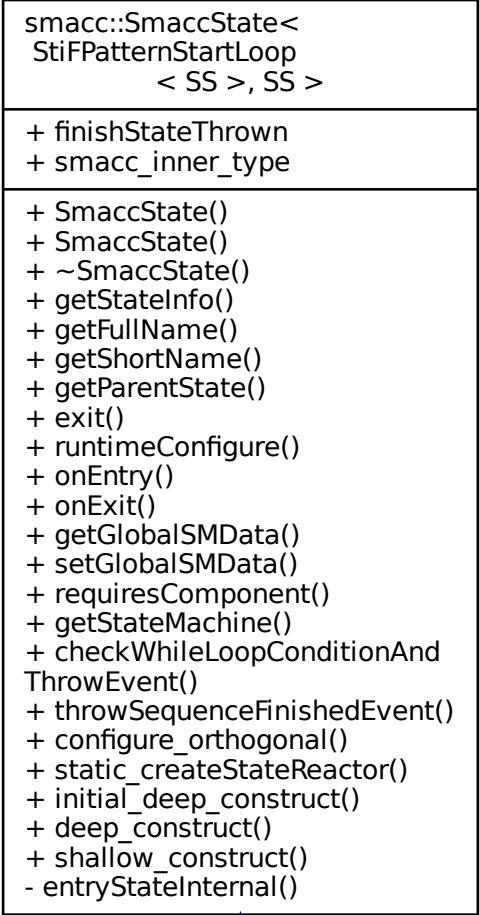 smacc::SmaccState<
StiFPatternStartLoop
< SS >, SS >
+ finishStateThrown
+ smacc_inner_type
+ SmaccState()
+ SmaccState()
+ ~SmaccState()
+ getStateInfo()
+ getFullName()
+ getShortName()
+ getParentState()
+ exit()
+ runtimeConfigure()
+ onEntry()
+ onExit()
+ getGlobalSMData()
+ setGlobalSMData()
+ requiresComponent()
+ getStateMachine()
+ checkWhileLoopConditionAnd
ThrowEvent()
+ throwSequenceFinishedEvent()
+ configure_orthogonal()
+ static_createStateReactor()
+ initial_deep_construct()
+ deep_construct()
+ shallow_construct()
- entryStateInternal()